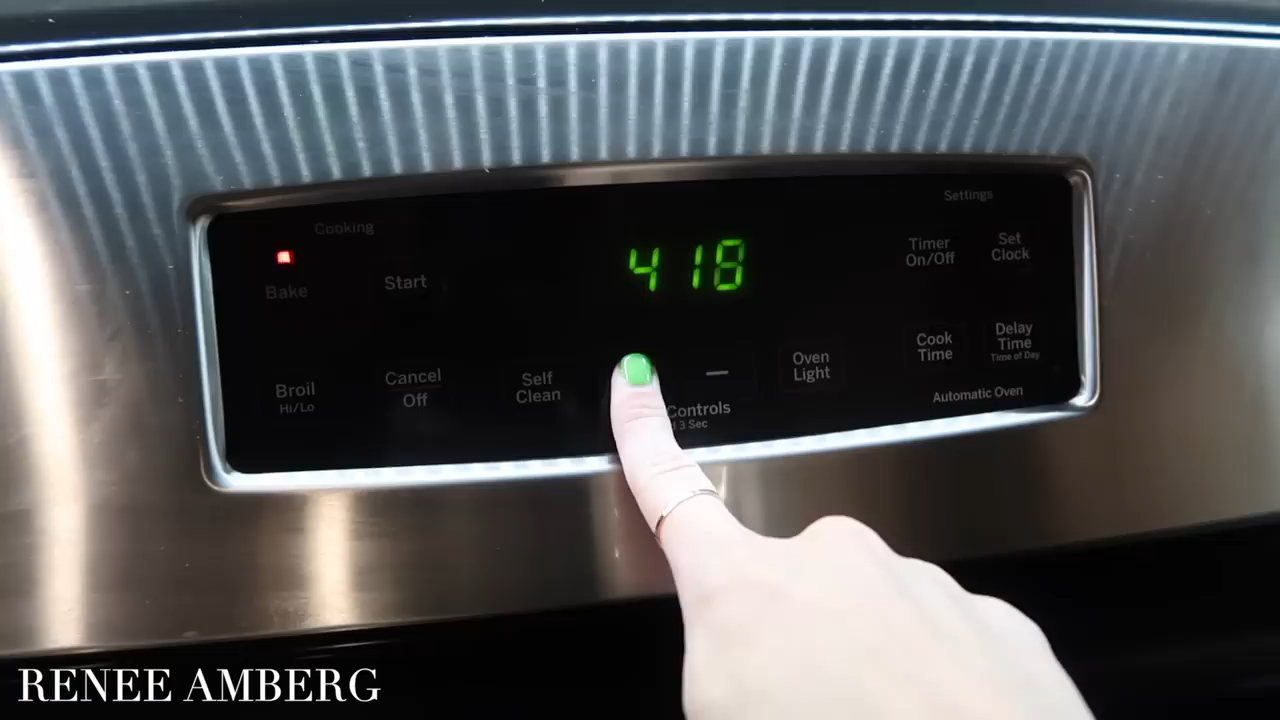 Cooking
Settings
418
Timer
On/Off
Set
Clock
Bake
Start
Broil
Hi/Lo
Cancel
Off
Self
Clean
–
Oven
Light
Cook
Time
Delay
Time
Time of Day
Controls
3 Sec
Automatic Oven
RENEE AMBERG